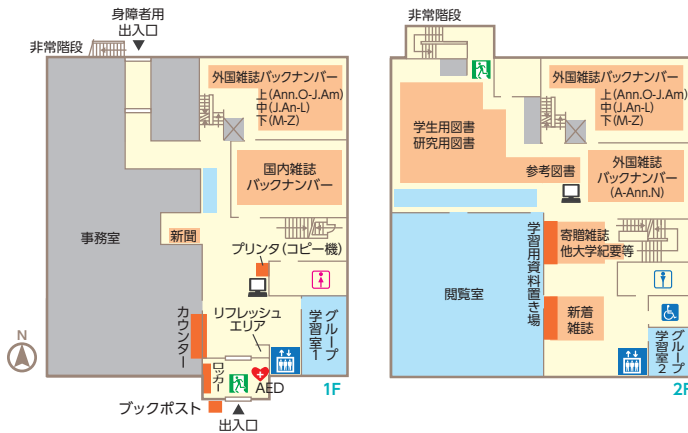 身障者用
出入口
非常階段
外国雑誌バックナンバー
上(Ann.O-J.Am)
中(J.An-L)
下(M-Z)
国内雑誌
バックナンバー
事務室
新聞
プリンタ(コピー機)
カウンター
リフレッシュ
エリア
グループ
学習室1
ロッカー
AED
1F
ブックポスト
出入口
N
非常階段
外国雑誌バックナンバー
上(Ann.O-J.Am)
中(J.An-L)
下(M-Z)
学生用図書
研究用図書
参考図書
外国雑誌
バックナンバー
(A-Ann.N)
閲覧室
学習用資料置き場
寄贈雑誌
他大学紀要等
新着
雑誌
グループ
学習室2
2F